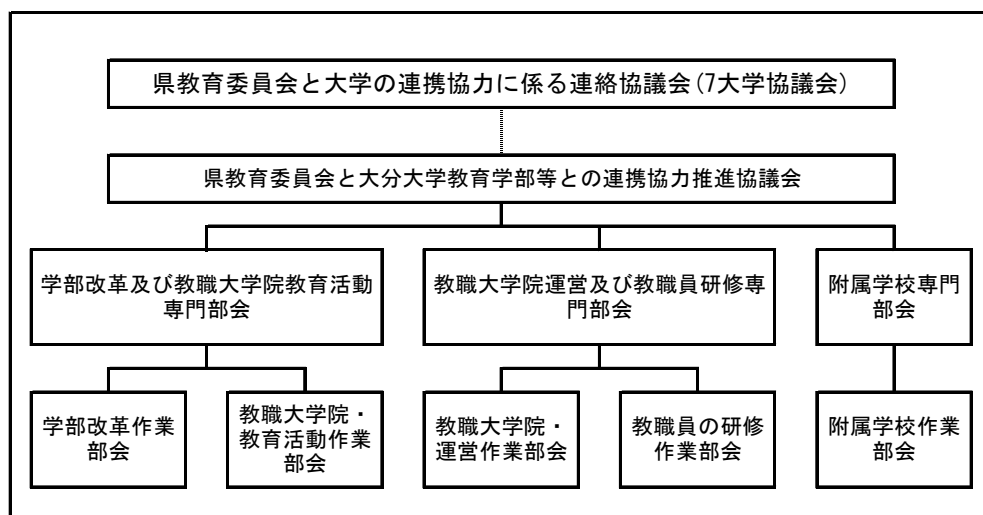 県教育委員会と大学の連携協力に係る連絡協議会(7大学協議会)
県教育委員会と大分大学教育学部等との連携協力推進協議会
学部改革及び教職大学院教育活動
専門部会
教職大学院運営及び教職員研修専
門部会
附属学校専門
部会
学部改革作業
部会
教職大学院・
教育活動作業
部会
教職大学院・
運営作業部会
教職員の研修
作業部会
附属学校作業
部会